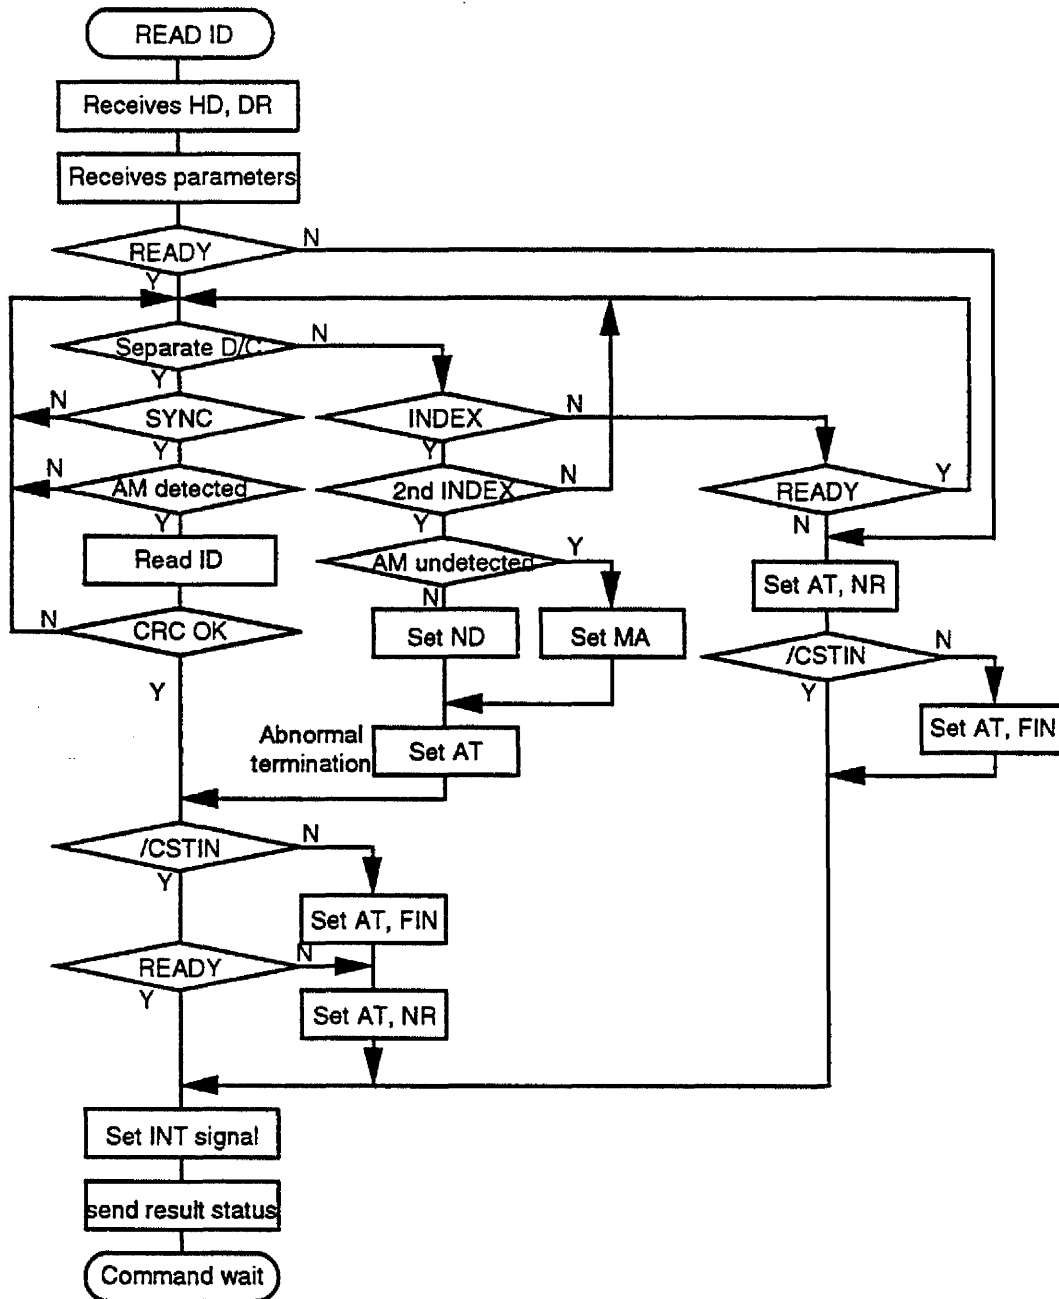 READ ID
Receives HD, DR
Receives parameters
READY
N
Y
Separate D/C
N
Y
SYNC
N
Y
INDEX
N
Y
AM detected
N
Y
2nd INDEX
N
Y
READY
Y
N
Read ID
AM undetected
Y
N
Set AT, NR
CRC OK
N
Y
Set ND
Set MA
/CSTIN
N
Y
Set AT, FIN
Abnormal
termination
Set AT
/CSTIN
N
Y
Set AT, FIN
READY
N
Y
Set AT, NR
Set INT signal
send result status
Command wait